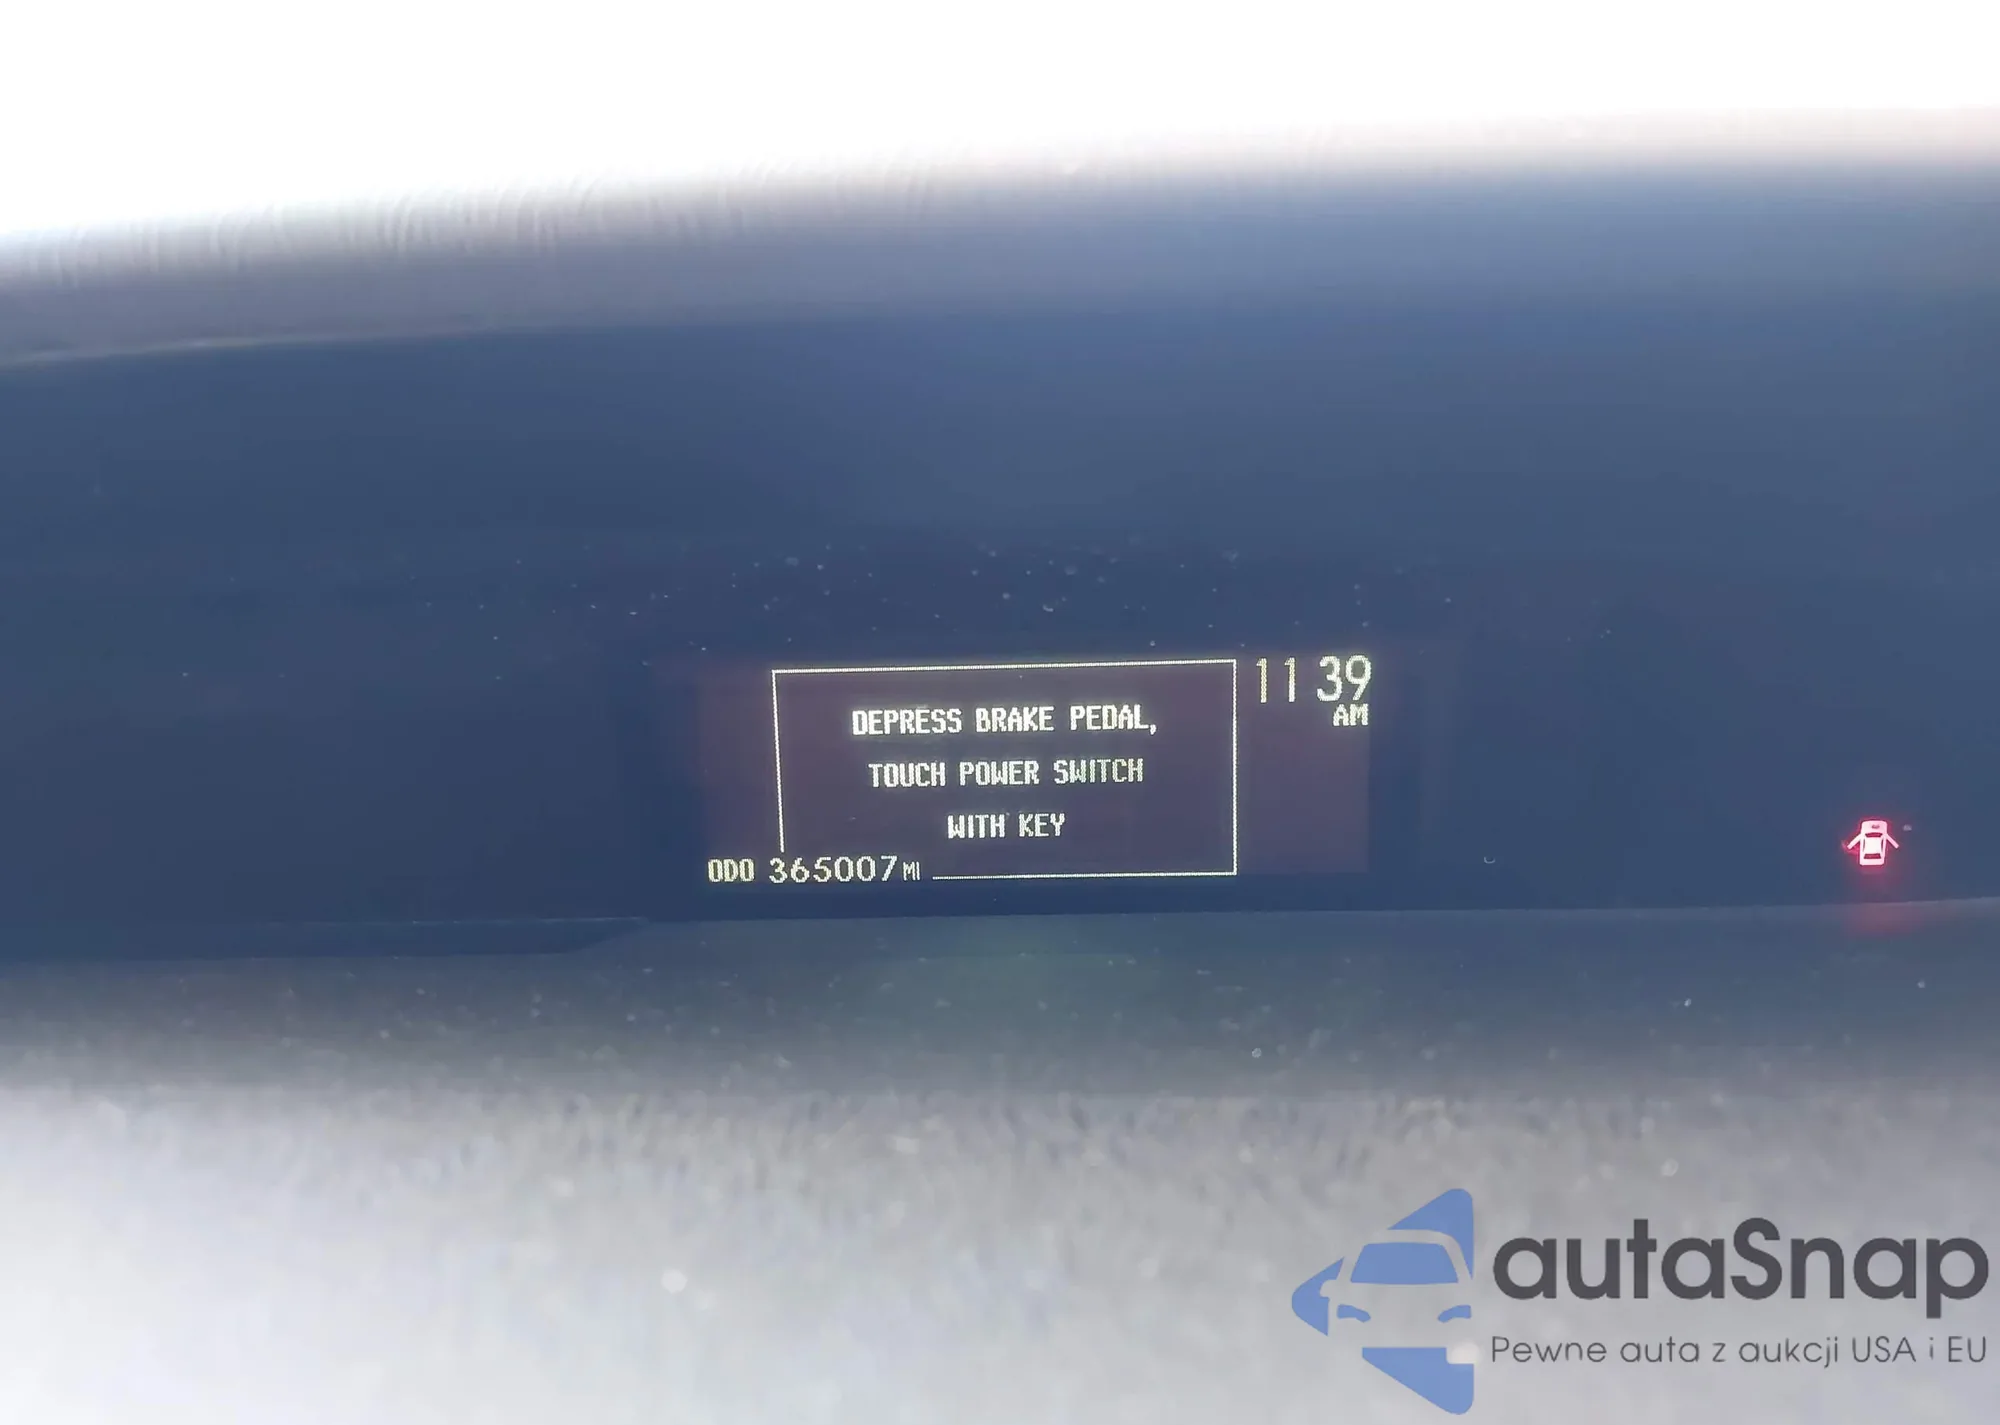 DEPRESS BRAKE PEDAL,
TOUCH POWER SWITCH
WITH KEY
11 39
AM
ODO 365007 MI
autaSnap
Pewne auta z aukcji USA i EU